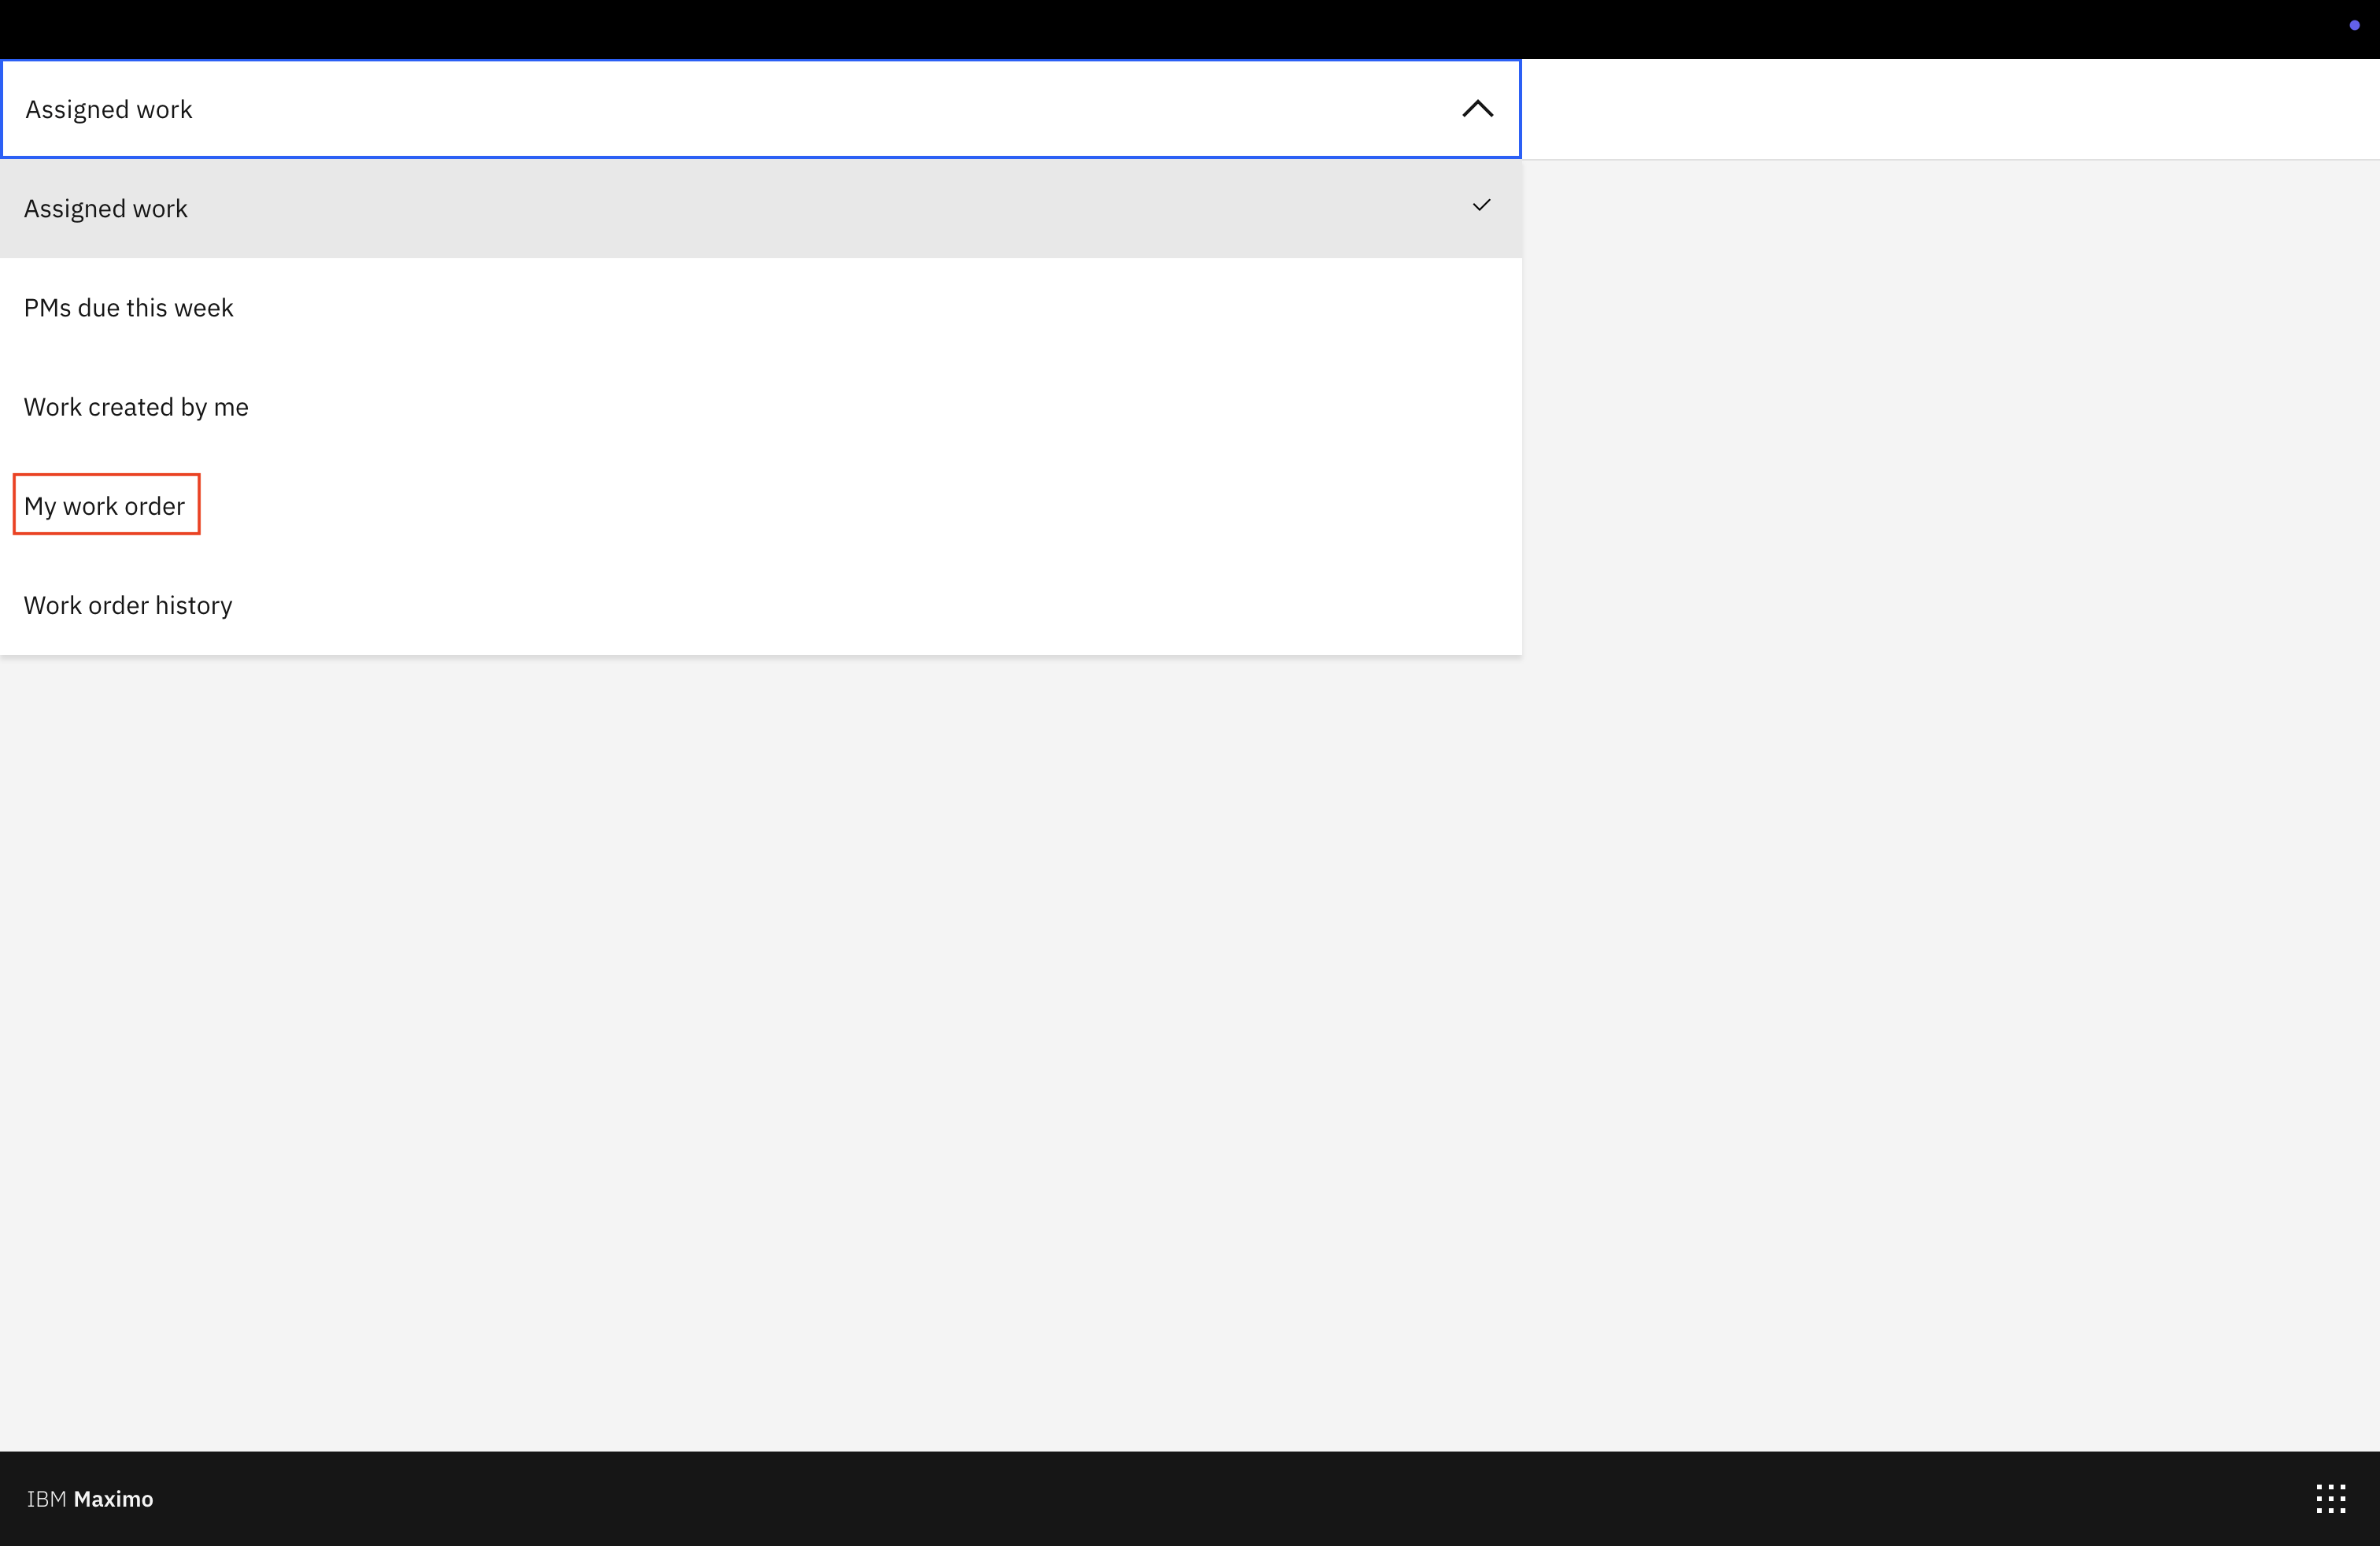 Assigned work
Assigned work
PMs due this week
Work created by me
My work order
Work order history
IBM Maximo